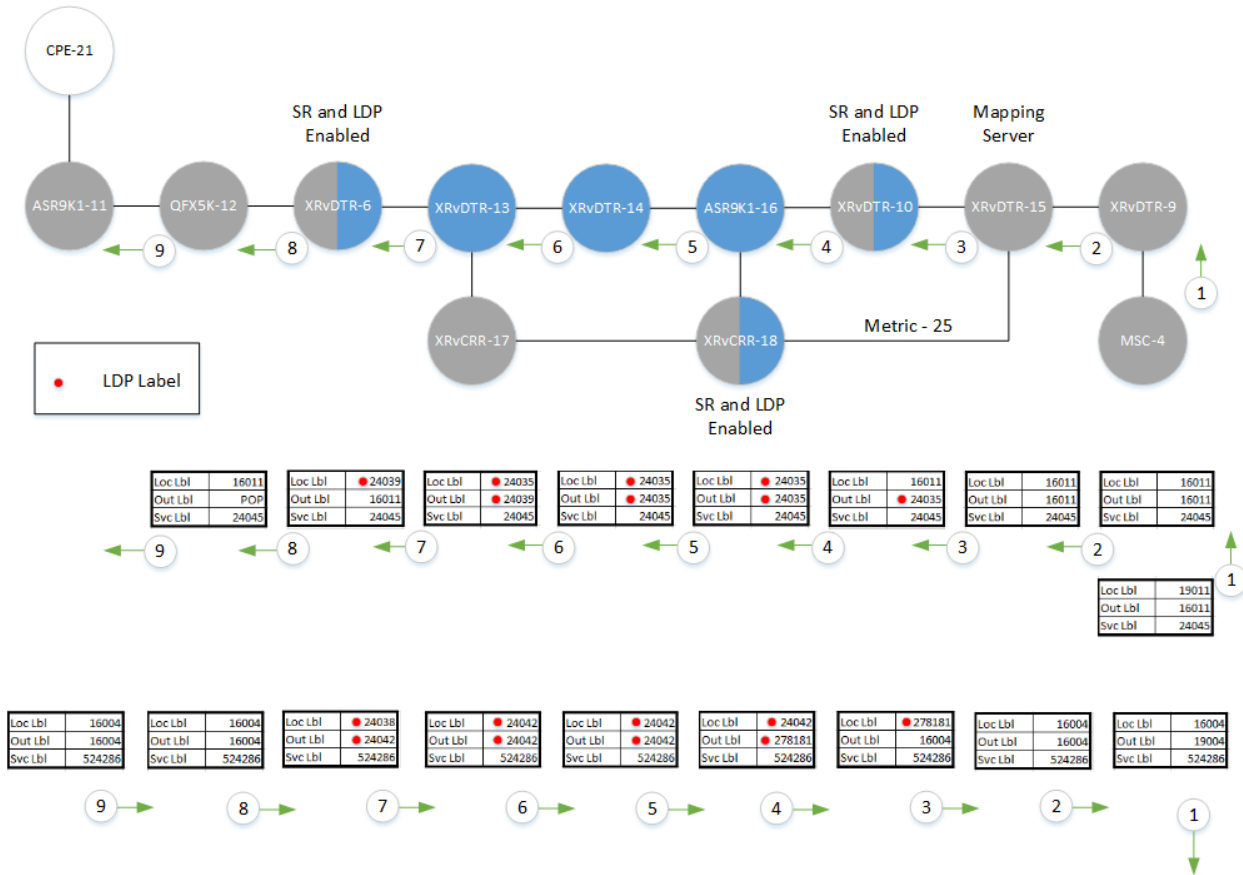 CPE-21
SR and LDP
Enabled
SR and LDP
Enabled
Mapping
Server
ASR9K1-11
QFX5K-12
XRvDTR-6
XRvDTR-13
XRvDTR-14
ASR9K1-16
XRvDTR-10
XRvDTR-15
XRvDTR-9
9
8
7
6
5
4
3
2
1
XRvCRR-17
XRvCRR-18
Metric - 25
MSC-4
LDP Label
SR and LDP
Enabled
Loc Lbl 16011
Out Lbl POP
Svc Lbl 24045
Loc Lbl 24039
Out Lbl 16011
Svc Lbl 24045
Loc Lbl 24035
Out Lbl 24039
Svc Lbl 24045
Loc Lbl 24035
Out Lbl 24035
Svc Lbl 24045
Loc Lbl 24035
Out Lbl 24035
Svc Lbl 24045
Loc Lbl 16011
Out Lbl 24035
Svc Lbl 24045
Loc Lbl 16011
Out Lbl 16011
Svc Lbl 24045
Loc Lbl 16011
Out Lbl 16011
Svc Lbl 24045
9
8
7
6
5
4
3
2
1
Loc Lbl 19011
Out Lbl 16011
Svc Lbl 24045
Loc Lbl 16004
Out Lbl 16004
Svc Lbl 524286
Loc Lbl 16004
Out Lbl 16004
Svc Lbl 524286
Loc Lbl 24038
Out Lbl 24042
Svc Lbl 524286
Loc Lbl 24042
Out Lbl 24042
Svc Lbl 524286
Loc Lbl 24042
Out Lbl 24042
Svc Lbl 524286
Loc Lbl 24042
Out Lbl 278181
Svc Lbl 524286
Loc Lbl 278181
Out Lbl 16004
Svc Lbl 524286
Loc Lbl 16004
Out Lbl 16004
Svc Lbl 524286
Loc Lbl 16004
Out Lbl 19004
Svc Lbl 524286
9
8
7
6
5
4
3
2
1